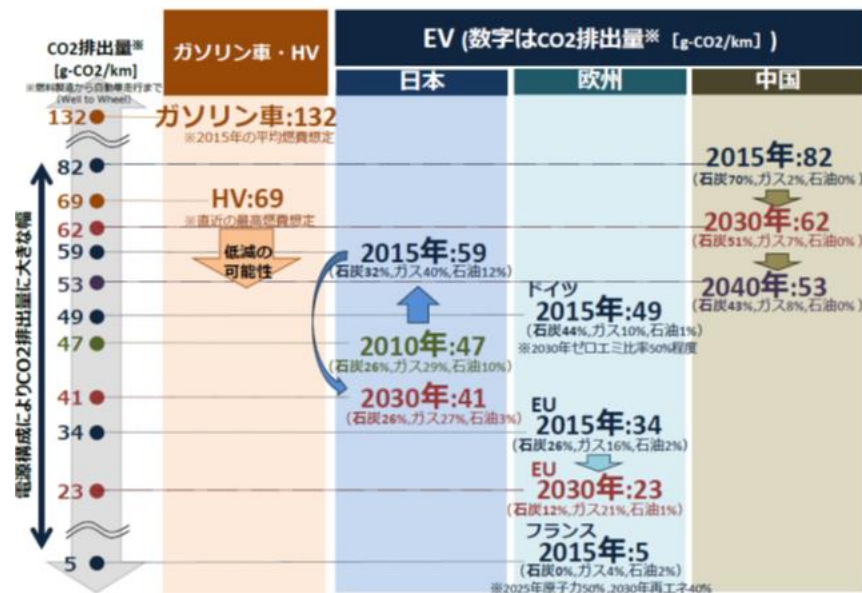 CO2排出量※
[g-CO2/km]
※燃料製造から自動車走行まで
(Well to Wheel)
ガソリン車・HV
EV (数字はCO2排出量※ [g-CO2/km] )
日本
欧州
中国
電源構成によりCO2排出量に大きな幅
132
82
69
62
59
53
49
47
41
34
23
5
ガソリン車:132
※2015年の平均燃費想定
HV:69
※直近の最高燃費想定
低減の
可能性
2015年:59
(石炭32%,ガス40%,石油12%)
2010年:47
(石炭26%,ガス29%,石油10%)
2030年:41
(石炭26%,ガス27%,石油3%)
ドイツ
2015年:49
(石炭44%,ガス10%,石油1%)
※2030年ゼロエミ比率50%程度
EU
2015年:34
(石炭26%,ガス16%,石油2%)
EU
2030年:23
(石炭12%,ガス21%,石油1%)
フランス
2015年:5
(石炭0%,ガス4%,石油2%)
※2025年原子力50%,2030年再エネ40%
2015年:82
(石炭70%,ガス2%,石油0% )
2030年:62
(石炭51%,ガス7%,石油0% )
2040年:53
(石炭43%,ガス8%,石油0% )